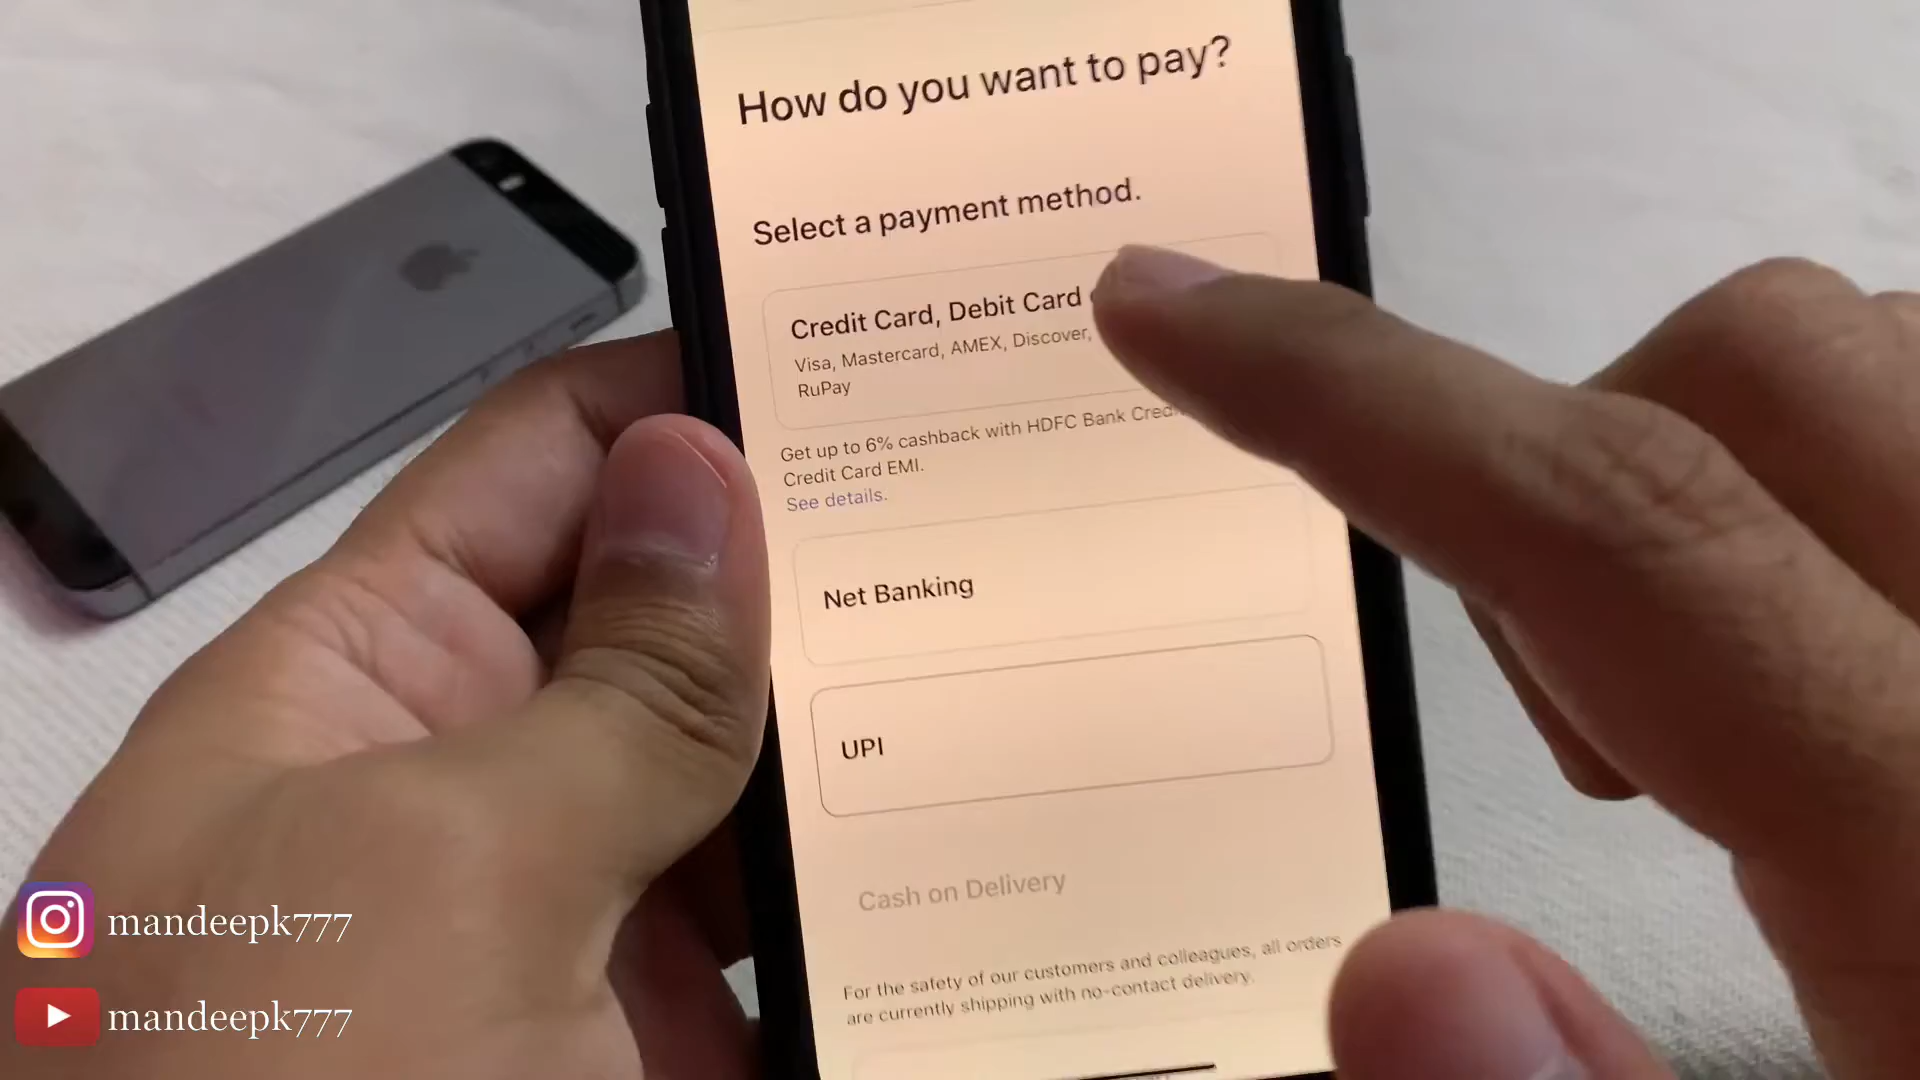 How do you want to pay?
Select a payment method.
Credit Card, Debit Card
Visa, Mastercard, AMEX, Discover,
RuPay
Get up to 6% cashback with HDFC Bank
Credit Card EMI.
See details.
Net Banking
UPI
Cash on Delivery
For the safety of our customers and colleagues, all orders
are currently shipping with no-contact delivery.
mandeepk777
mandeepk777